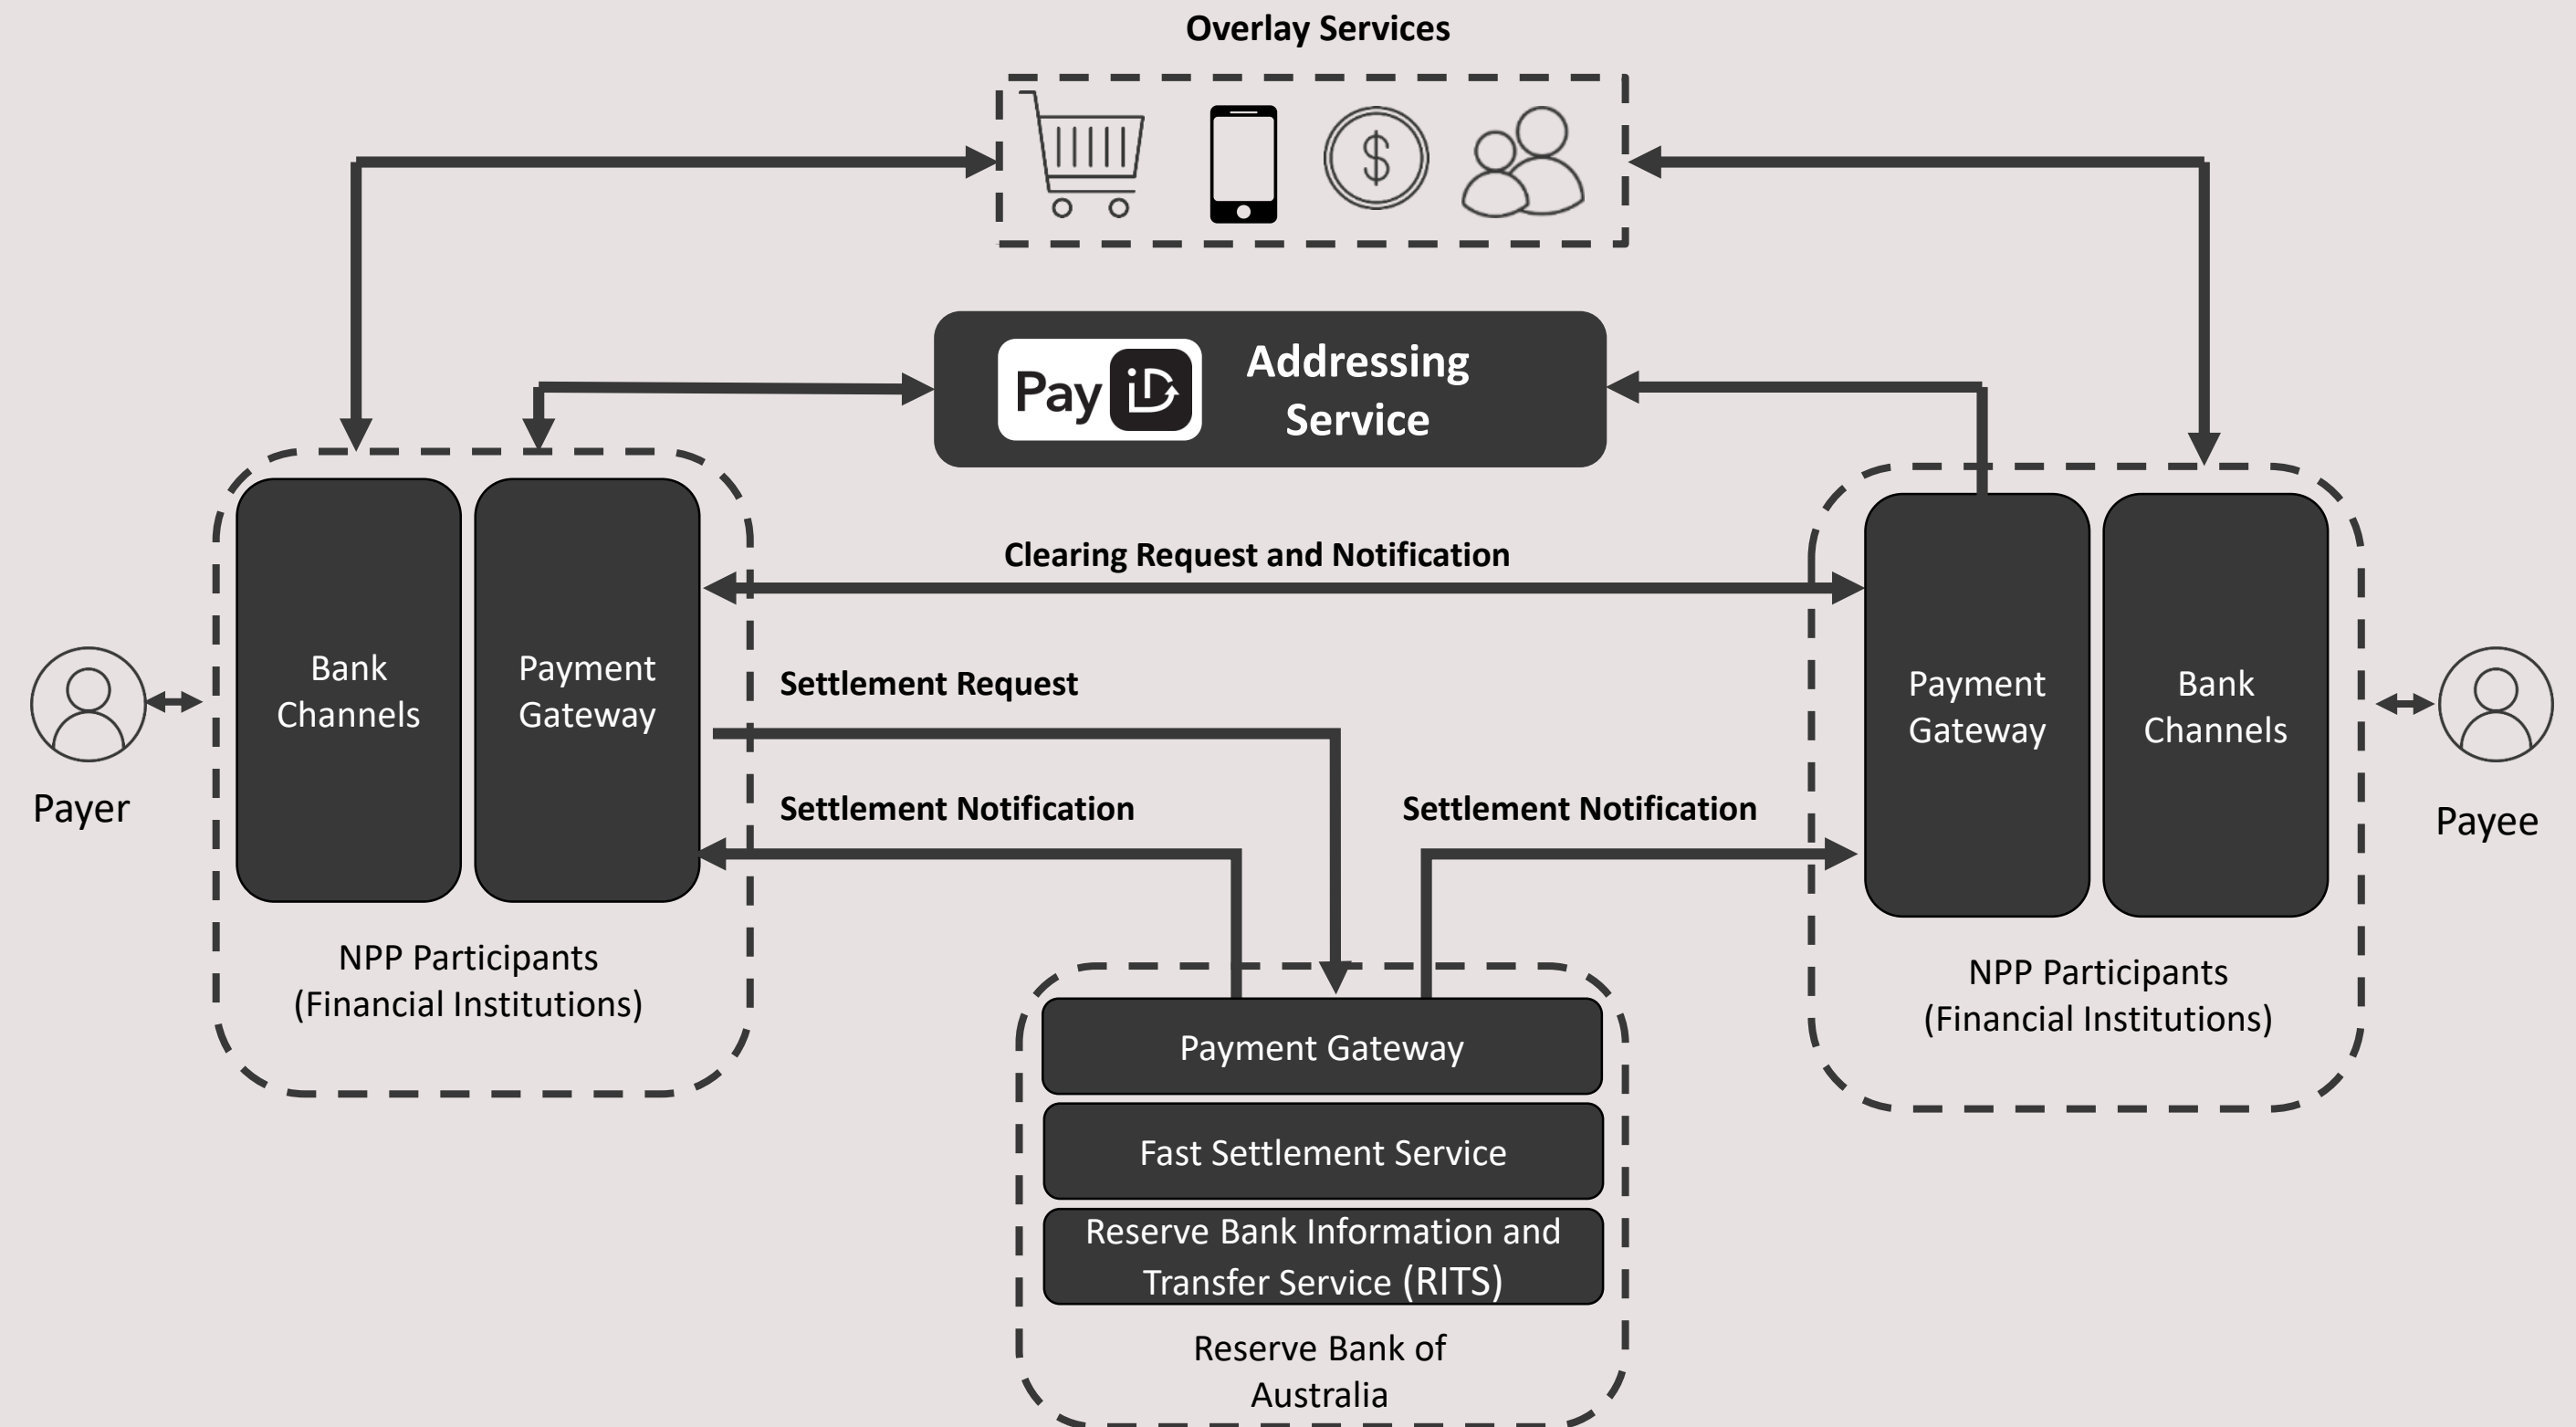 Overlay Services
Pay iD
Addressing
Service
Clearing Request and Notification
Bank
Channels
Payment
Gateway
Settlement Request
Payment
Gateway
Bank
Channels
Payer
Settlement Notification
Settlement Notification
Payee
NPP Participants
(Financial Institutions)
NPP Participants
(Financial Institutions)
Payment Gateway
Fast Settlement Service
Reserve Bank Information and
Transfer Service (RITS)
Reserve Bank of
Australia